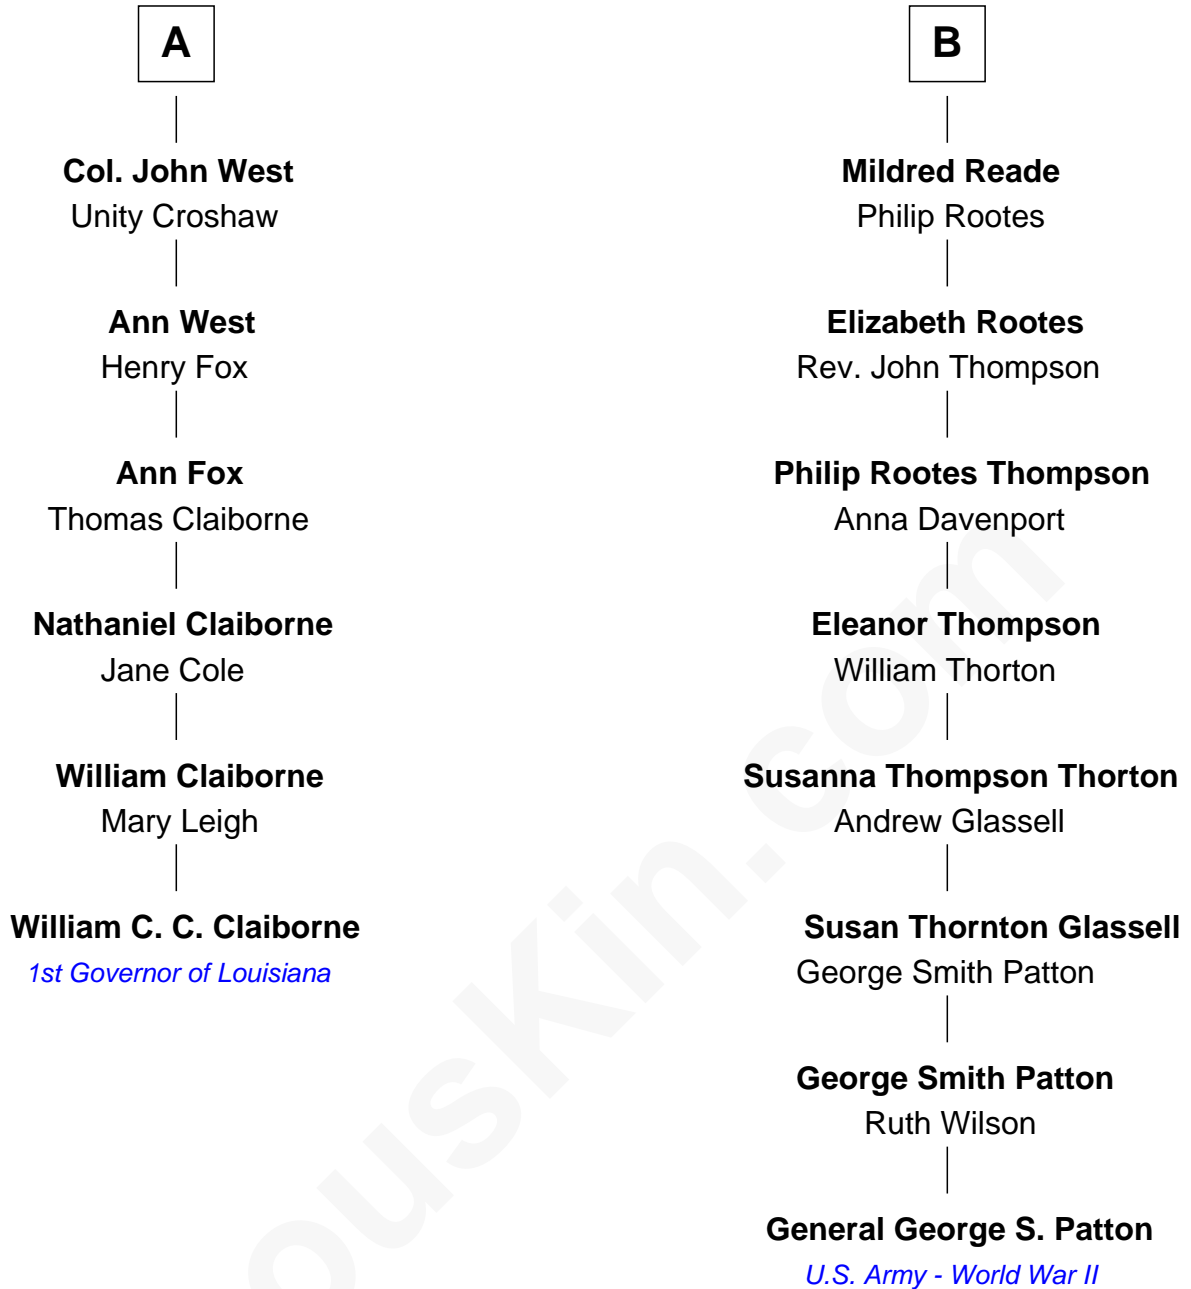 A
Col. John West
Unity Croshaw
Ann West
Henry Fox
Ann Fox
Thomas Claiborne
Nathaniel Claiborne
Jane Cole
William Claiborne
Mary Leigh
William C. C. Claiborne
1st Governor of Louisiana
B
Mildred Reade
Philip Rootes
Elizabeth Rootes
Rev. John Thompson
Philip Rootes Thompson
Anna Davenport
Eleanor Thompson
William Thorton
Susanna Thompson Thorton
Andrew Glassell
Susan Thornton Glassell
George Smith Patton
George Smith Patton
Ruth Wilson
General George S. Patton
U.S. Army - World War II
ousKin.com